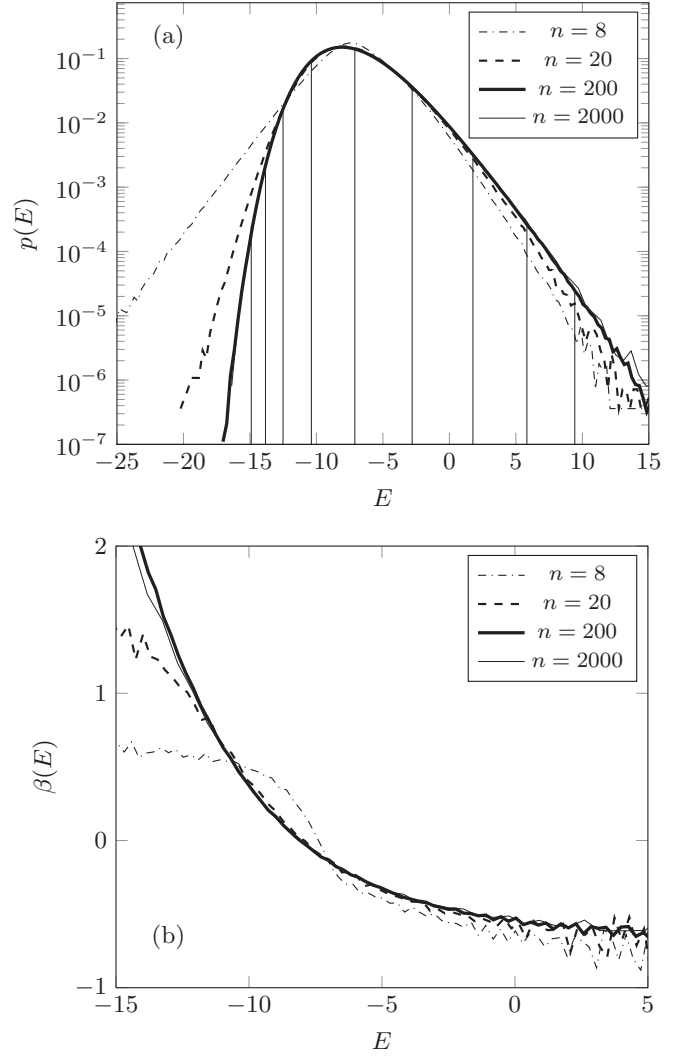 (a)
n = 8
n = 20
n = 200
n = 2000
10⁻¹
10⁻²
10⁻³
10⁻⁴
10⁻⁵
10⁻⁶
10⁻⁷
p(E)
−25 −20 −15 −10 −5 0 5 10 15
E
2
1
0
−1
n = 8
n = 20
n = 200
n = 2000
β(E)
(b)
−15 −10 −5 0 5
E